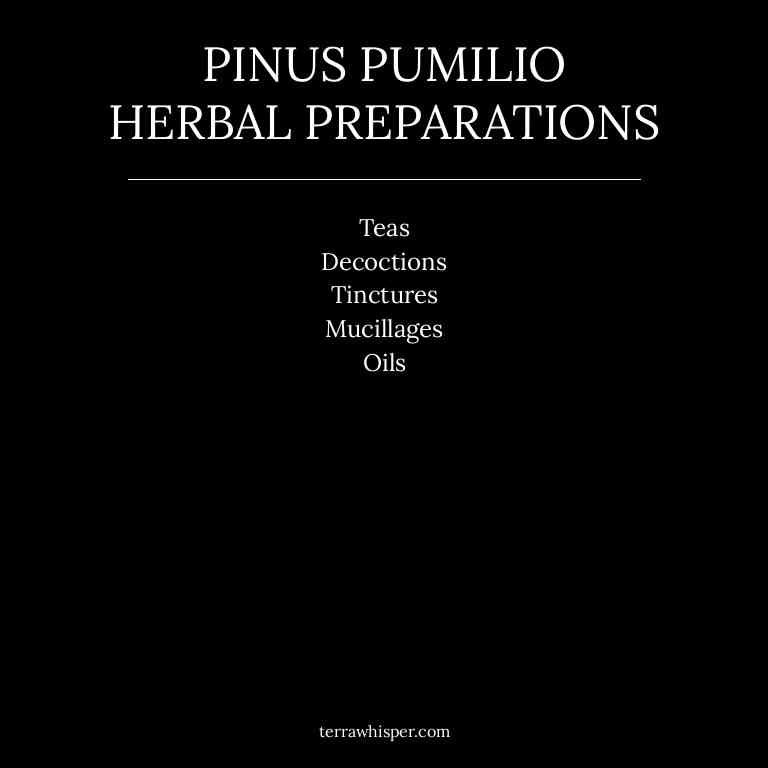 PINUS PUMILIO
HERBAL PREPARATIONS
Teas
Decoctions
Tinctures
Mucillages
Oils
terrawhisper.com